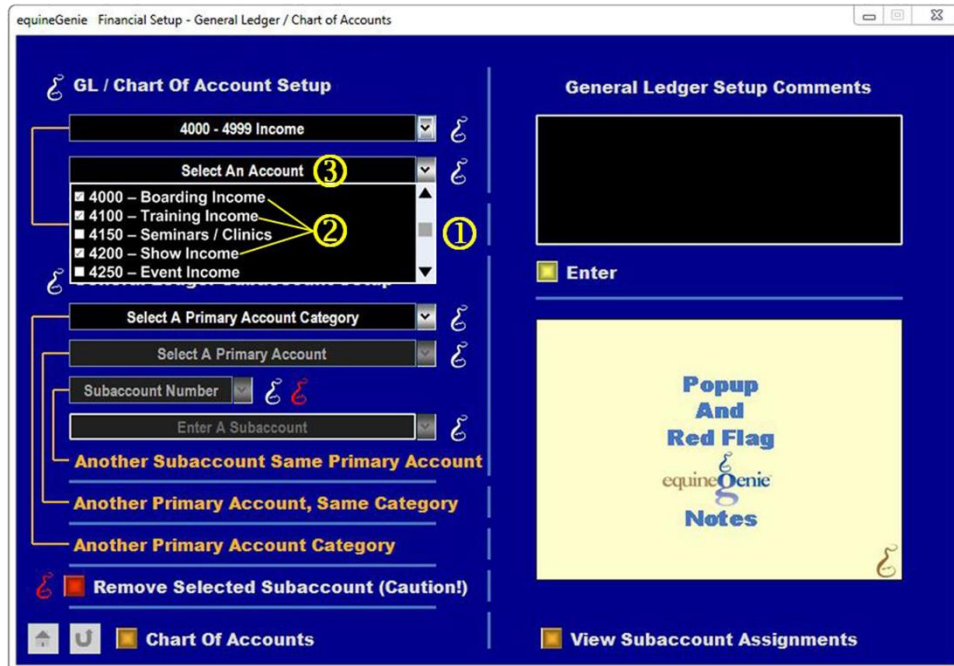 equineGenie Financial Setup - General Ledger / Chart of Accounts
GL / Chart Of Account Setup
4000 - 4999 Income
Select An Account ③
4000 – Boarding Income
4100 – Training Income
4150 – Seminars / Clinics
4200 – Show Income
4250 – Event Income
②
①
Select A Primary Account Category
Select A Primary Account
Subaccount Number
Enter A Subaccount
Another Subaccount Same Primary Account
Another Primary Account, Same Category
Another Primary Account Category
Remove Selected Subaccount (Caution!)
Chart Of Accounts
General Ledger Setup Comments
Enter
Popup
And
Red Flag
equineGenie
Notes
View Subaccount Assignments